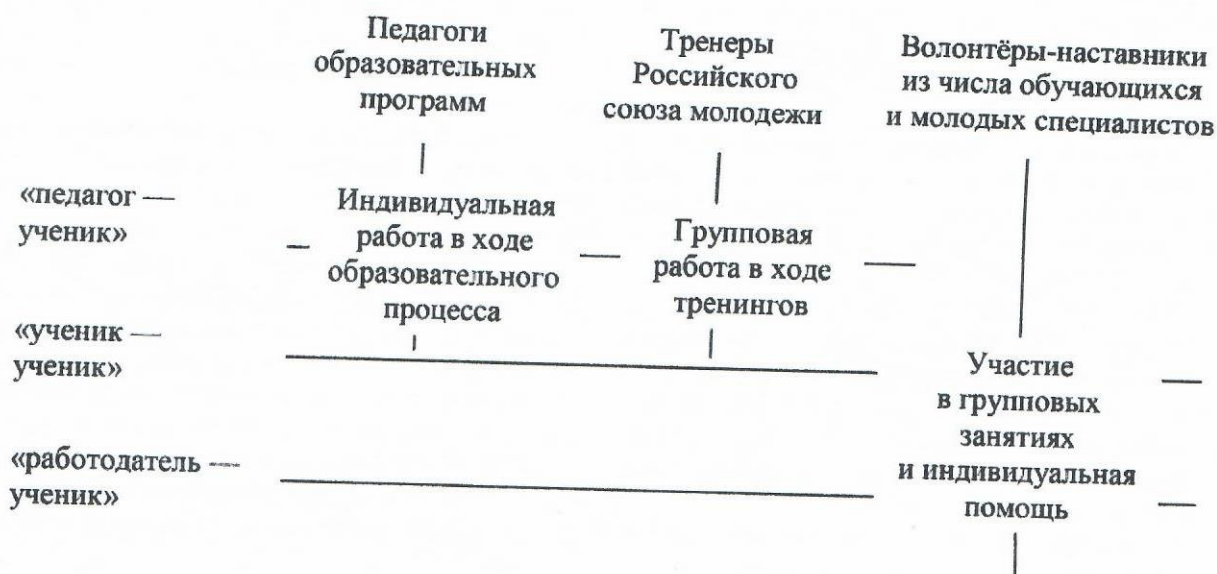 Педагоги
образовательных
программ
Тренеры
Российского
союза молодежи
Волонтёры-наставники
из числа обучающихся
и молодых специалистов
«педагог —
ученик»
Индивидуальная
работа в ходе
образовательного
процесса
Групповая
работа в ходе
тренингов
«ученик —
ученик»
«работодатель —
ученик»
Участие
в групповых
занятиях
и индивидуальная
помощь